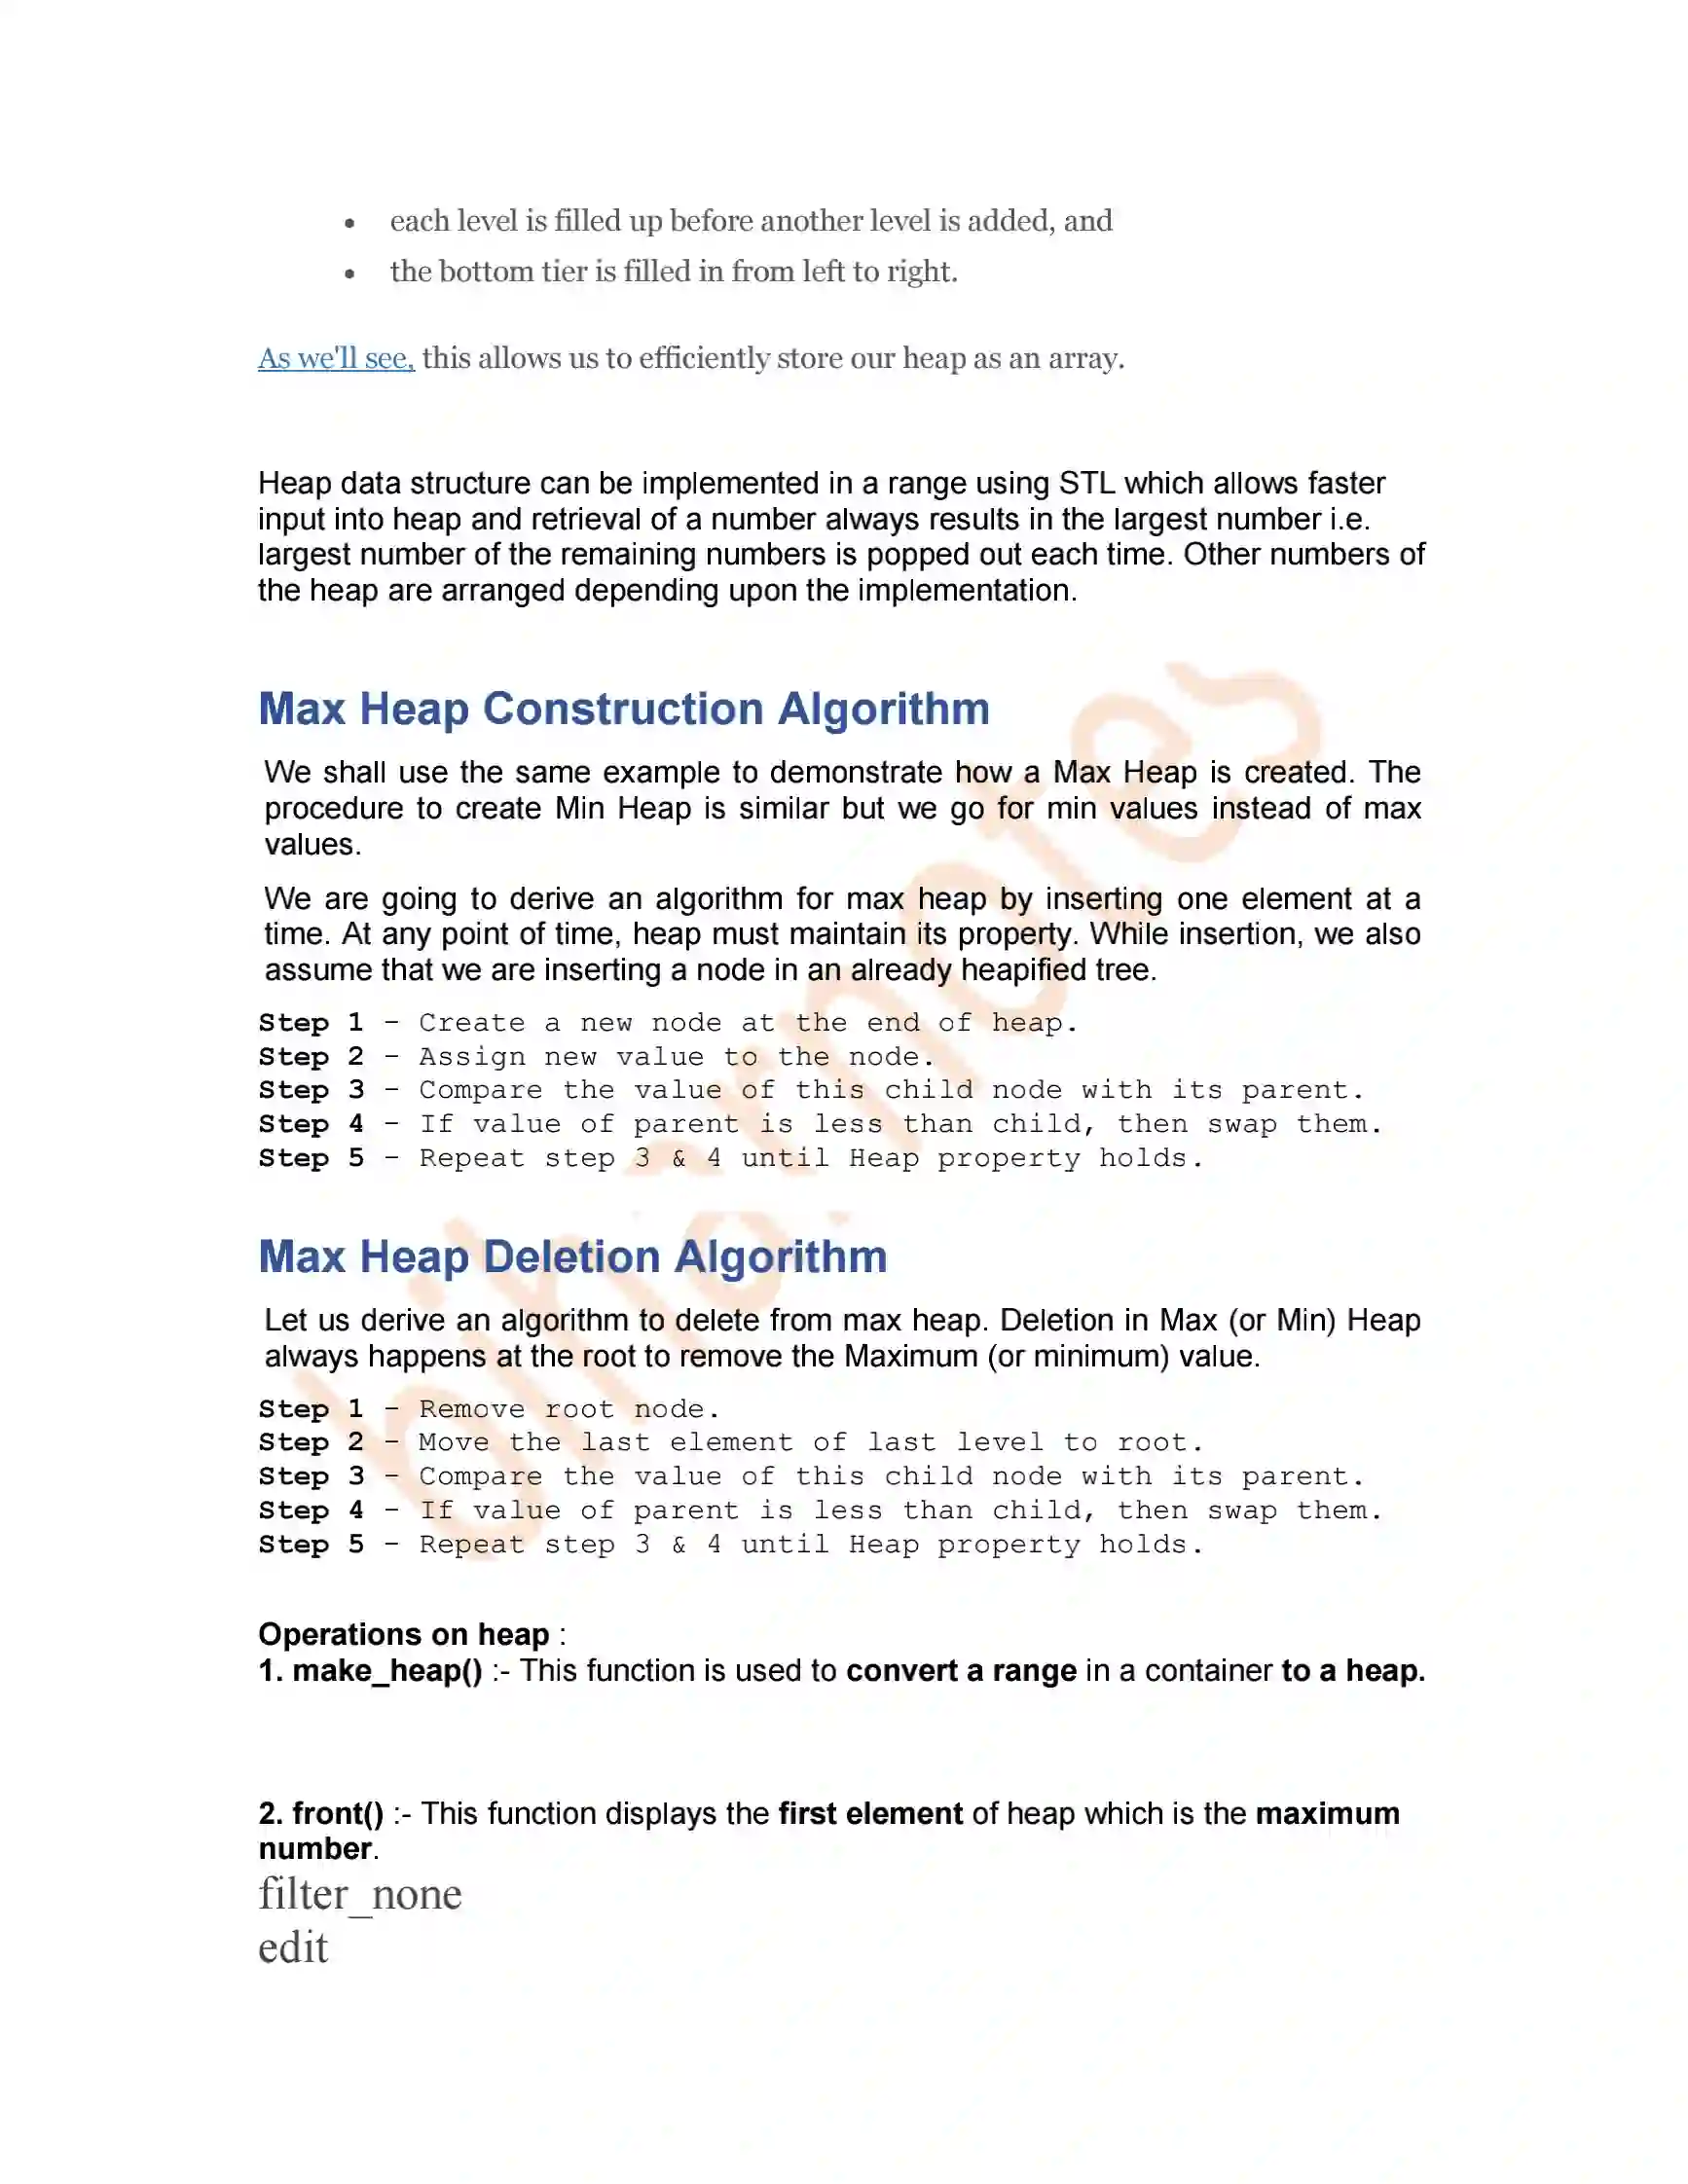 • each level is filled up before another level is added, and
• the bottom tier is filled in from left to right.
As we'll see, this allows us to efficiently store our heap as an array.
Heap data structure can be implemented in a range using STL which allows faster
input into heap and retrieval of a number always results in the largest number i.e.
largest number of the remaining numbers is popped out each time. Other numbers of
the heap are arranged depending upon the implementation.
Max Heap Construction Algorithm
We shall use the same example to demonstrate how a Max Heap is created. The
procedure to create Min Heap is similar but we go for min values instead of max
values.
We are going to derive an algorithm for max heap by inserting one element at a
time. At any point of time, heap must maintain its property. While insertion, we also
assume that we are inserting a node in an already heapified tree.
Step 1 − Create a new node at the end of heap.
Step 2 − Assign new value to the node.
Step 3 − Compare the value of this child node with its parent.
Step 4 − If value of parent is less than child, then swap them.
Step 5 − Repeat step 3 & 4 until Heap property holds.
Max Heap Deletion Algorithm
Let us derive an algorithm to delete from max heap. Deletion in Max (or Min) Heap
always happens at the root to remove the Maximum (or minimum) value.
Step 1 − Remove root node.
Step 2 − Move the last element of last level to root.
Step 3 − Compare the value of this child node with its parent.
Step 4 − If value of parent is less than child, then swap them.
Step 5 − Repeat step 3 & 4 until Heap property holds.
Operations on heap :
1. make_heap() :- This function is used to convert a range in a container to a heap.
2. front() :- This function displays the first element of heap which is the maximum
number.
filter_none
edit
binarnotes